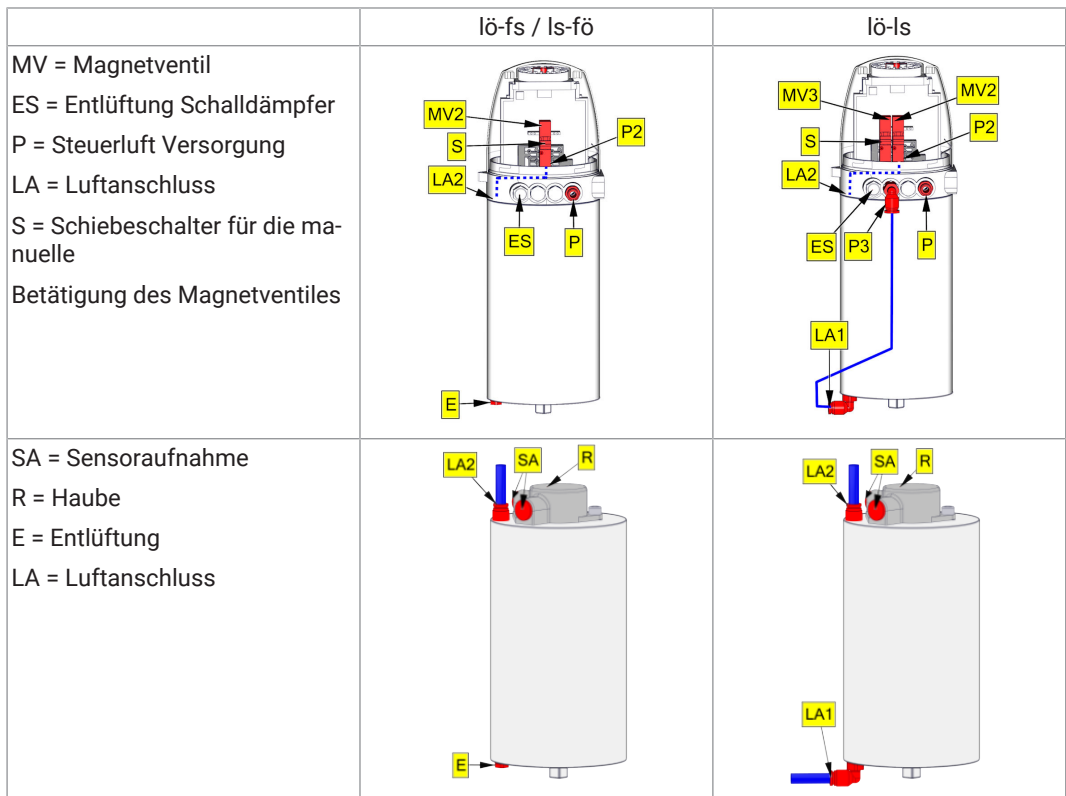 lö-fs / ls-fö
lö-ls
MV = Magnetventil
ES = Entlüftung Schalldämpfer
P = Steuerluft Versorgung
LA = Luftanschluss
S = Schiebeschalter für die ma-
nuelle
Betätigung des Magnetventiles
MV2
S
P2
LA2
ES
P
E
MV3
MV2
S
P2
LA2
ES
P3
P
LA1
SA = Sensoraufnahme
R = Haube
E = Entlüftung
LA = Luftanschluss
LA2
SA
R
E
LA2
SA
R
LA1